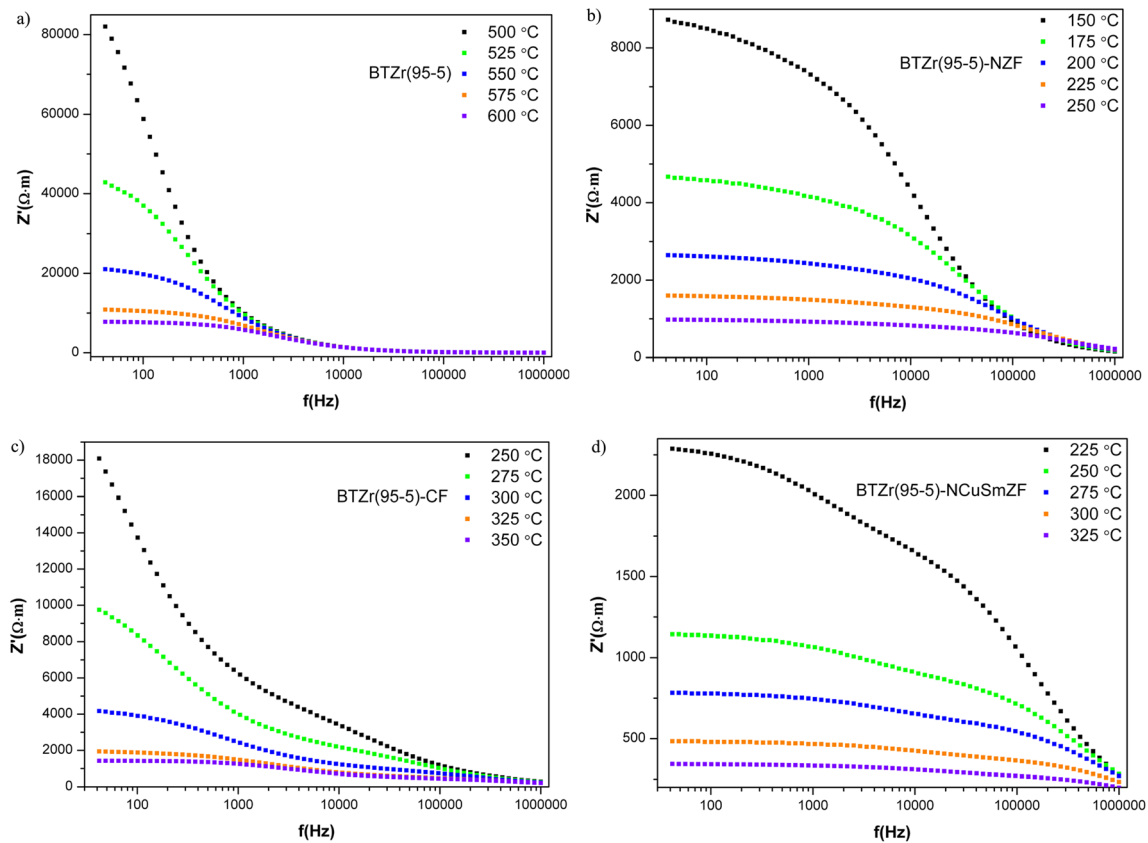 a)
80000
60000
40000
20000
0
Z'(Ω·m)
100
1000
10000
100000
1000000
f(Hz)
BTZr(95-5)
500 °C
525 °C
550 °C
575 °C
600 °C
b)
8000
6000
4000
2000
0
Z'(Ω·m)
100
1000
10000
100000
1000000
f(Hz)
BTZr(95-5)-NZF
150 °C
175 °C
200 °C
225 °C
250 °C
c)
18000
16000
14000
12000
10000
8000
6000
4000
2000
0
Z'(Ω·m)
100
1000
10000
100000
1000000
f(Hz)
BTZr(95-5)-CF
250 °C
275 °C
300 °C
325 °C
350 °C
d)
2000
1500
1000
500
Z'(Ω·m)
100
1000
10000
100000
1000000
f(Hz)
BTZr(95-5)-NCuSmZF
225 °C
250 °C
275 °C
300 °C
325 °C